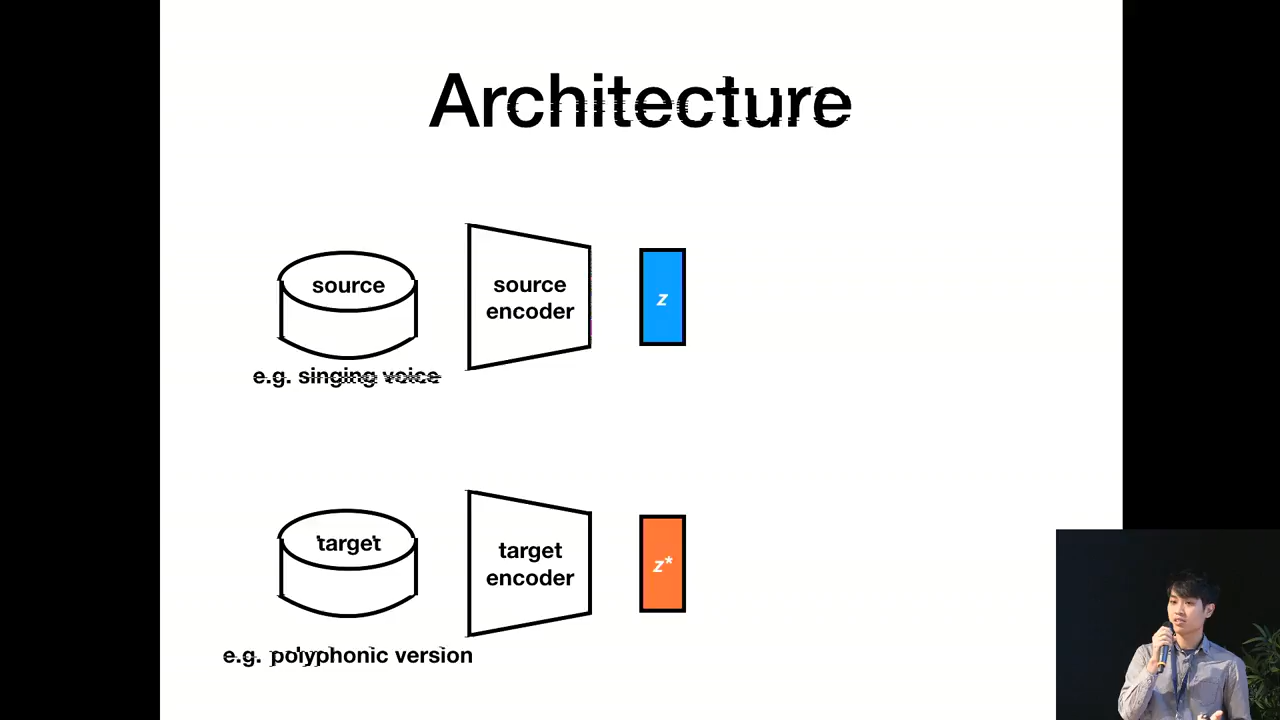 Architecture
source
source
encoder
z
e.g. singing voice
target
target
encoder
z*
e.g. polyphonic version